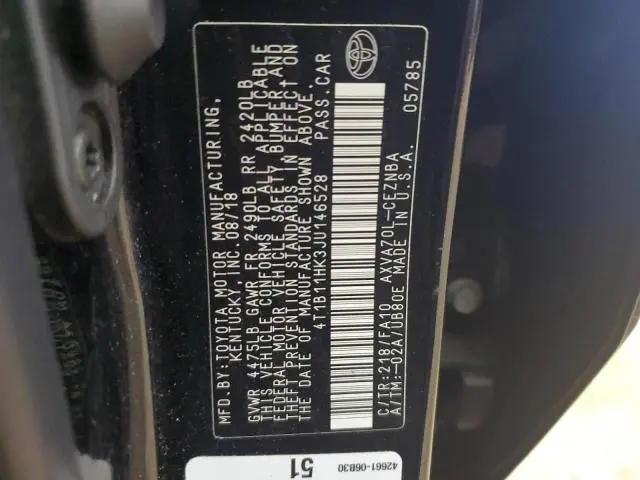 MFD. BY: TOYOTA MOTOR MANUFACTURING,
KENTUCKY, INC. 08/18
GVWR 4475LB GAWR FR 2490LB RR 2420LB
THIS VEHICLE CONFORMS TO ALL APPLICABLE
FEDERAL MOTOR VEHICLE SAFETY, BUMPER, AND
THEFT PREVENTION STANDARDS IN EFFECT ON
THE DATE OF MANUFACTURE SHOWN ABOVE.
4T1B11HK3JU146528 PASS. CAR
C/TR:218/FA10 AXVA70L-CEZNBA
A/TM:-02A/UB80E MADE IN U.S.A.
05785
42661-06B30
51